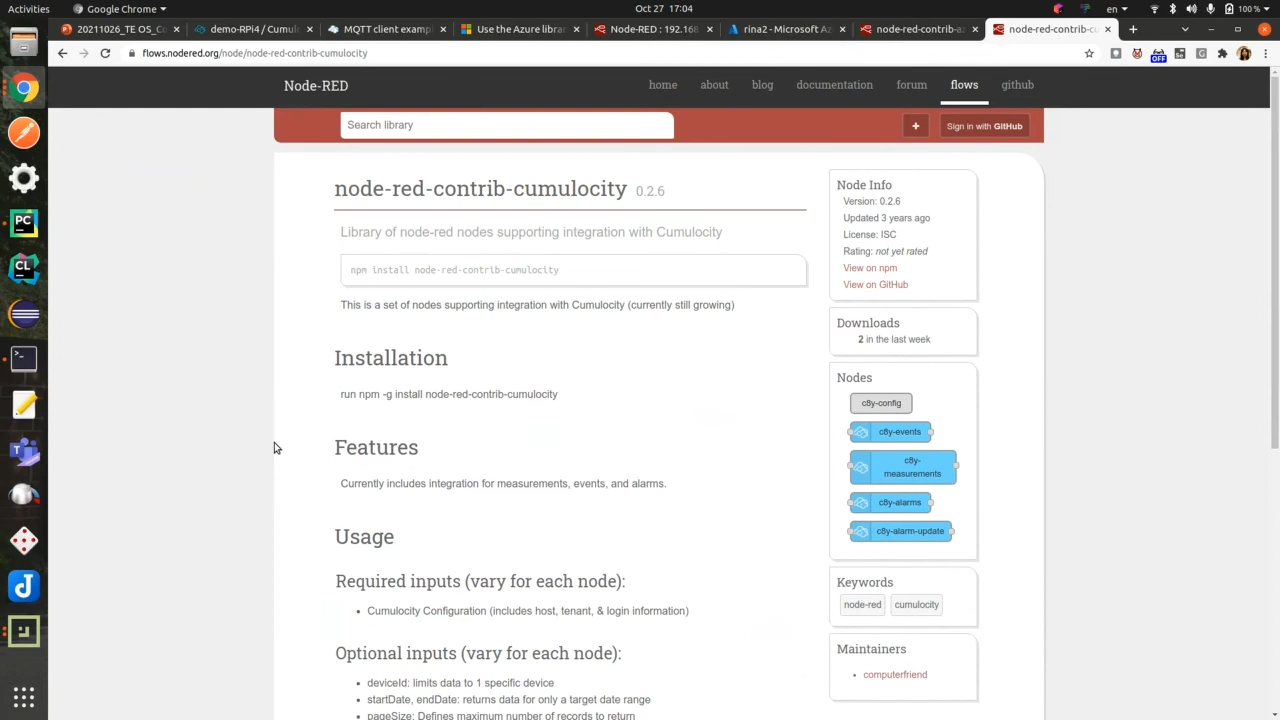 Activities
Google Chrome
Oct 27 17:04
en
100 %
20211026_TE OS_Co
demo-RPi4 / Cumul
MQTT client exampl
Use the Azure librar
Node-RED : 192.168
rina2 - Microsoft Az
node-red-contrib-az
node-red-contrib-cu
flows.nodered.org/node/node-red-contrib-cumulocity
OFF
Node-RED
home
about
blog
documentation
forum
flows
github
Search library
+
Sign in with GitHub
node-red-contrib-cumulocity 0.2.6
Library of node-red nodes supporting integration with Cumulocity
npm install node-red-contrib-cumulocity
This is a set of nodes supporting integration with Cumulocity (currently still growing)
Installation
run npm -g install node-red-contrib-cumulocity
Features
Currently includes integration for measurements, events, and alarms.
Usage
Required inputs (vary for each node):
• Cumulocity Configuration (includes host, tenant, & login information)
Optional inputs (vary for each node):
• deviceId: limits data to 1 specific device
• startDate, endDate: returns data for only a target date range
• pageSize: Defines maximum number of records to return
Node Info
Version: 0.2.6
Updated 3 years ago
License: ISC
Rating: not yet rated
View on npm
View on GitHub
Downloads
2 in the last week
Nodes
c8y-config
c8y-events
c8y-
measurements
c8y-alarms
c8y-alarm-update
Keywords
node-red
cumulocity
Maintainers
• computerfriend
PC
CL